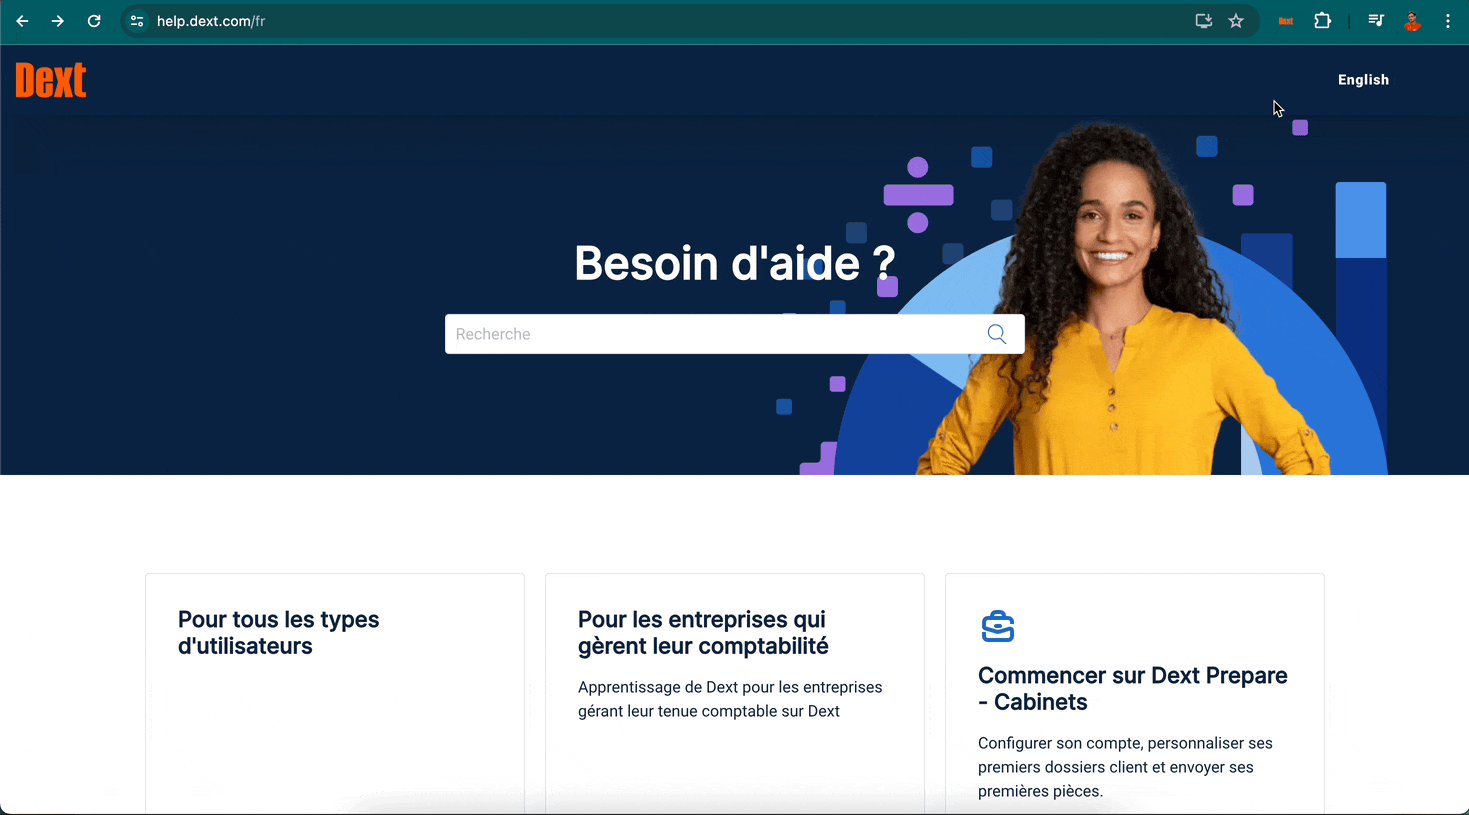 help.dext.com/fr
Dext
Dext
English
Besoin d'aide ?
Recherche
Pour tous les types
d'utilisateurs
Pour les entreprises qui
gèrent leur comptabilité
Apprentissage de Dext pour les entreprises
gérant leur tenue comptable sur Dext
Commencer sur Dext Prepare
- Cabinets
Configurer son compte, personnaliser ses
premiers dossiers client et envoyer ses
premières pièces.